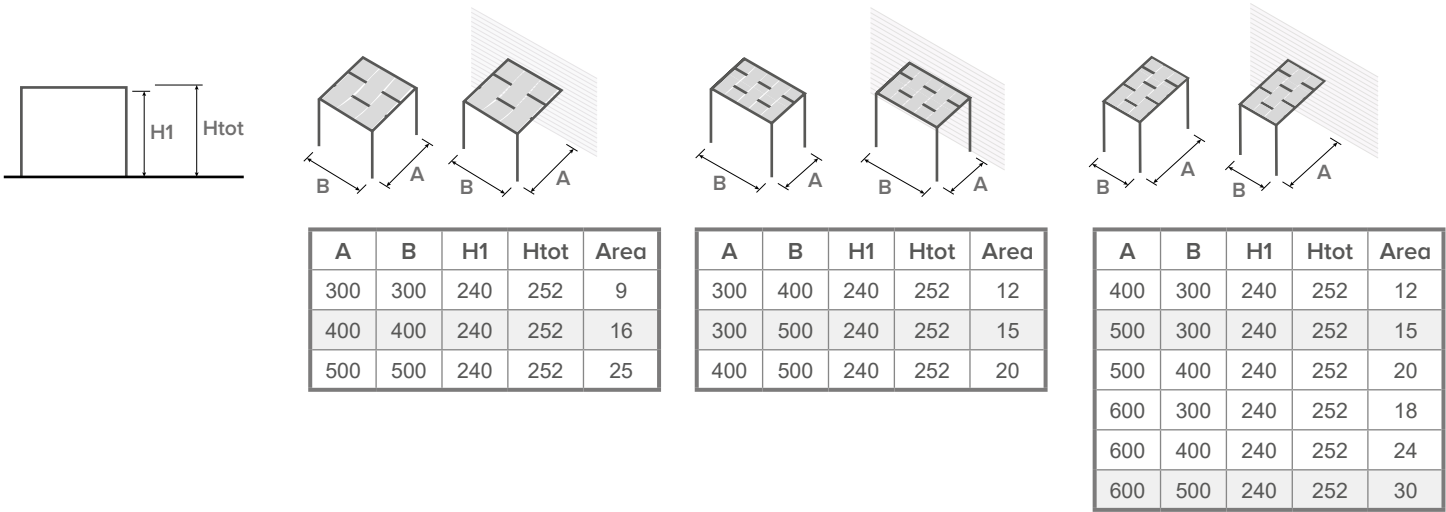 H1
Htot
B
A
B
A
B
A
B
A
B
A
B
A
A B H1 Htot Area
300 300 240 252 9
400 400 240 252 16
500 500 240 252 25
A B H1 Htot Area
300 400 240 252 12
300 500 240 252 15
400 500 240 252 20
A B H1 Htot Area
400 300 240 252 12
500 300 240 252 15
500 400 240 252 20
600 300 240 252 18
600 400 240 252 24
600 500 240 252 30